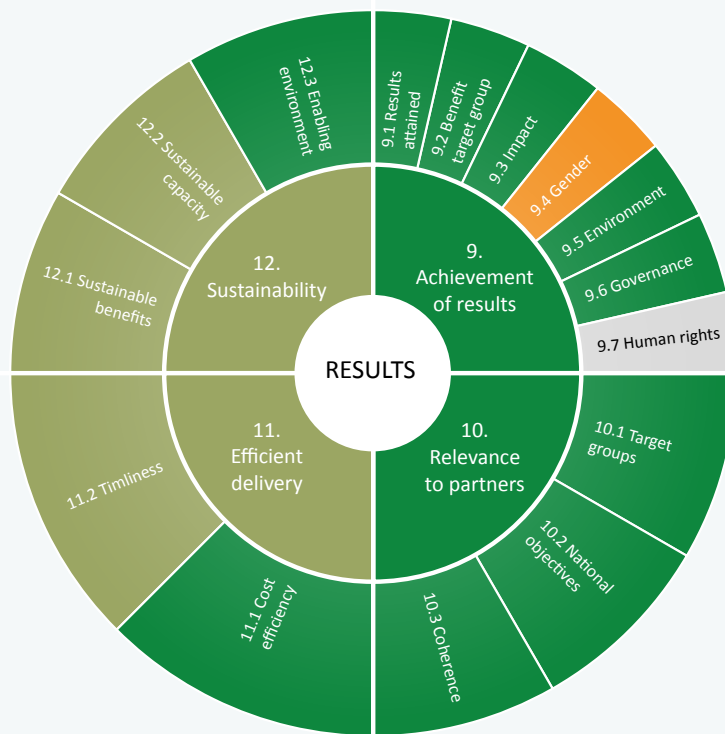 RESULTS
9.
Achievement
of results
9.1 Results
attained
9.2 Benefit
target group
9.3 Impact
9.4 Gender
9.5 Environment
9.6 Governance
9.7 Human rights
10.
Relevance
to partners
10.1 Target
groups
10.2 National
objectives
10.3 Coherence
11.
Efficient
delivery
11.1 Cost
efficiency
11.2 Timliness
12.
Sustainability
12.1 Sustainable
benefits
12.2 Sustainable
capacity
12.3 Enabling
environment